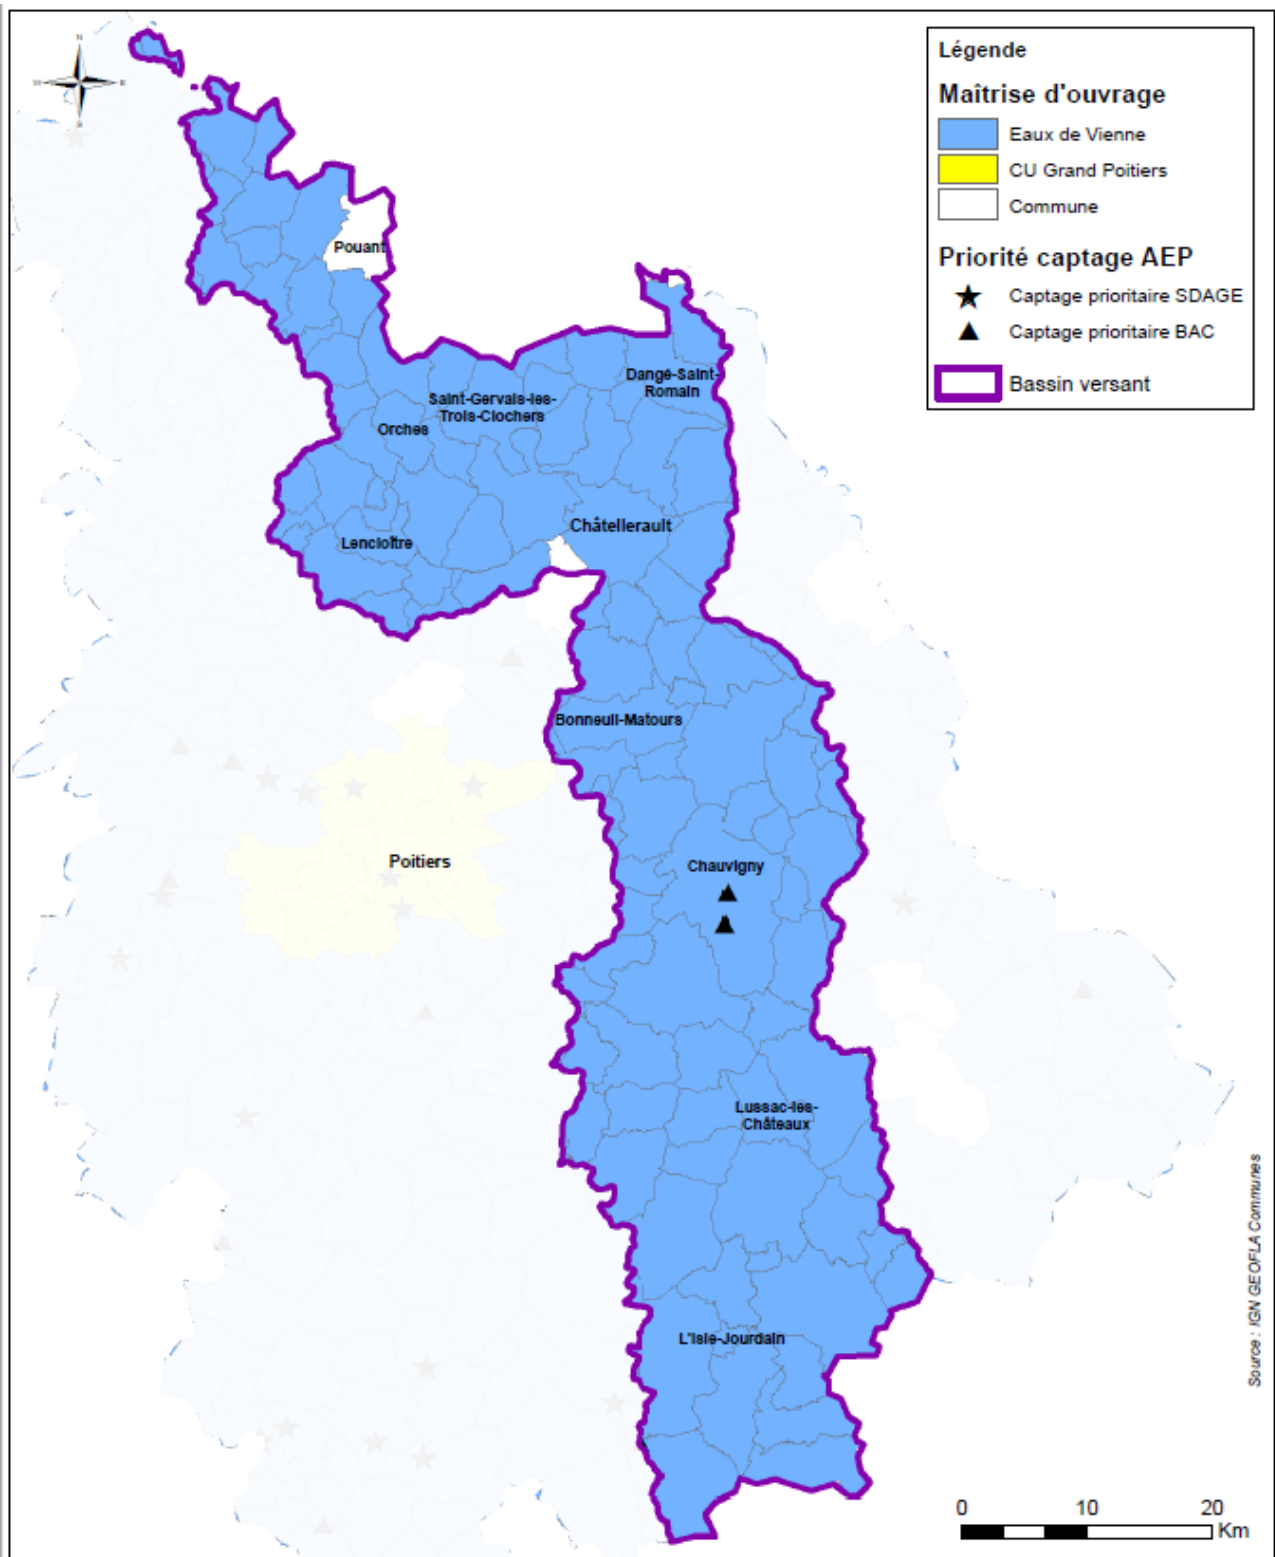 N
W
E
S
Légende
Maîtrise d'ouvrage
Eaux de Vienne
CU Grand Poitiers
Commune
Priorité captage AEP
Captage prioritaire SDAGE
Captage prioritaire BAC
Bassin versant
Pouant
Dangé-Saint-
Romain
Saint-Gervais-les-
Trois-Clochers
Orches
Châtellerault
Lencloître
Bonneuil-Matours
Poitiers
Chauvigny
Lussac-les-
Châteaux
L'Isle-Jourdain
Source : IGN GEOFLA Communes
0 10 20
Km